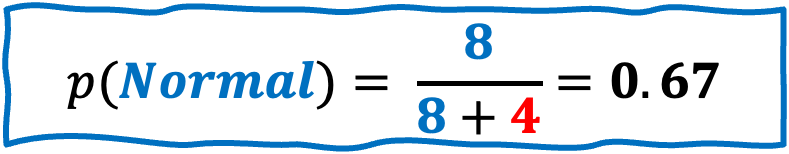 p(Normal) = 8 / (8 + 4) = 0.67